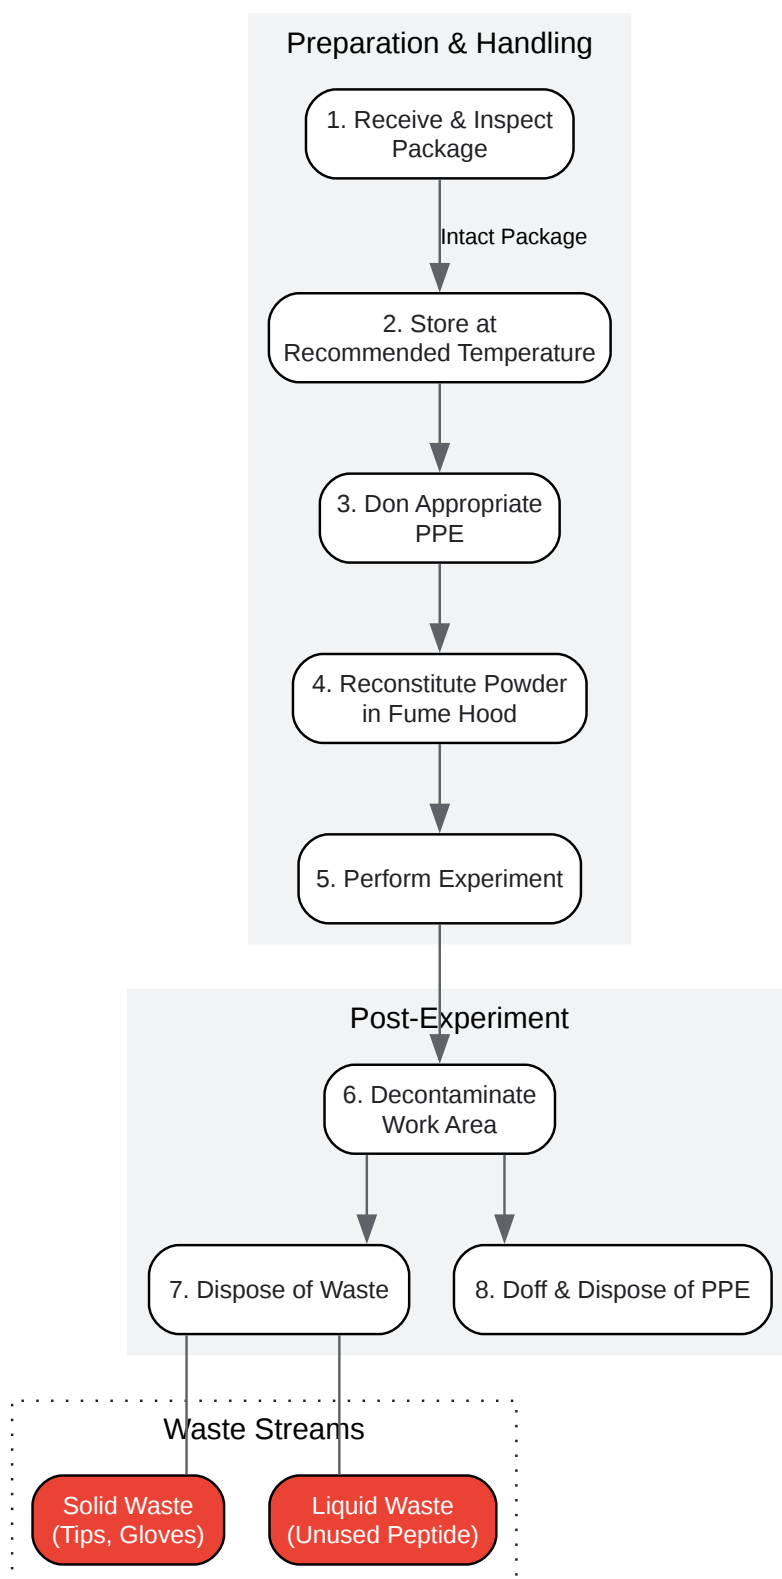 Preparation & Handling
1. Receive & Inspect
Package
Intact Package
2. Store at
Recommended Temperature
3. Don Appropriate
PPE
4. Reconstitute Powder
in Fume Hood
5. Perform Experiment
Post-Experiment
6. Decontaminate
Work Area
7. Dispose of Waste
8. Doff & Dispose of PPE
Waste Streams
Solid Waste
(Tips, Gloves)
Liquid Waste
(Unused Peptide)